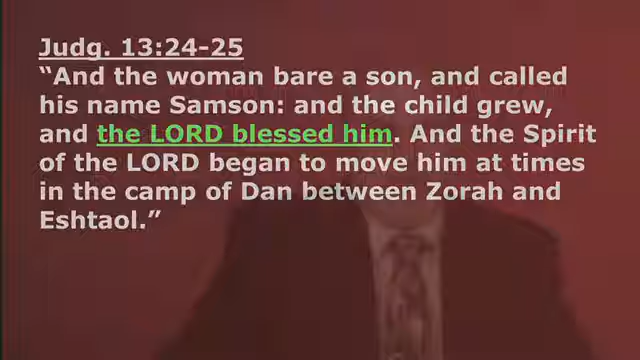 Judg. 13:24-25
“And the woman bare a son, and called
his name Samson: and the child grew,
and the LORD blessed him. And the Spirit
of the LORD began to move him at times
in the camp of Dan between Zorah and
Eshtaol.”